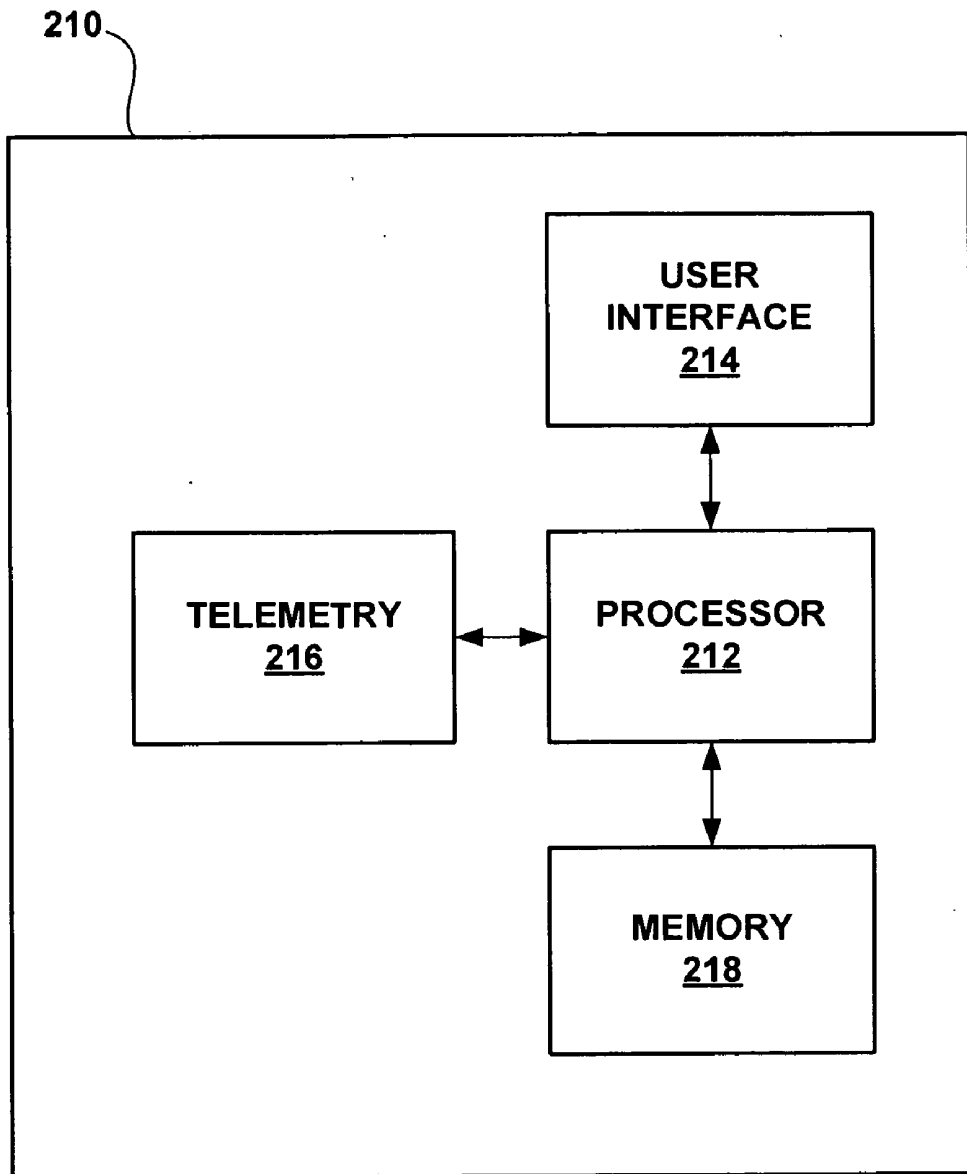 210
USER
INTERFACE
214
TELEMETRY
216
PROCESSOR
212
MEMORY
218